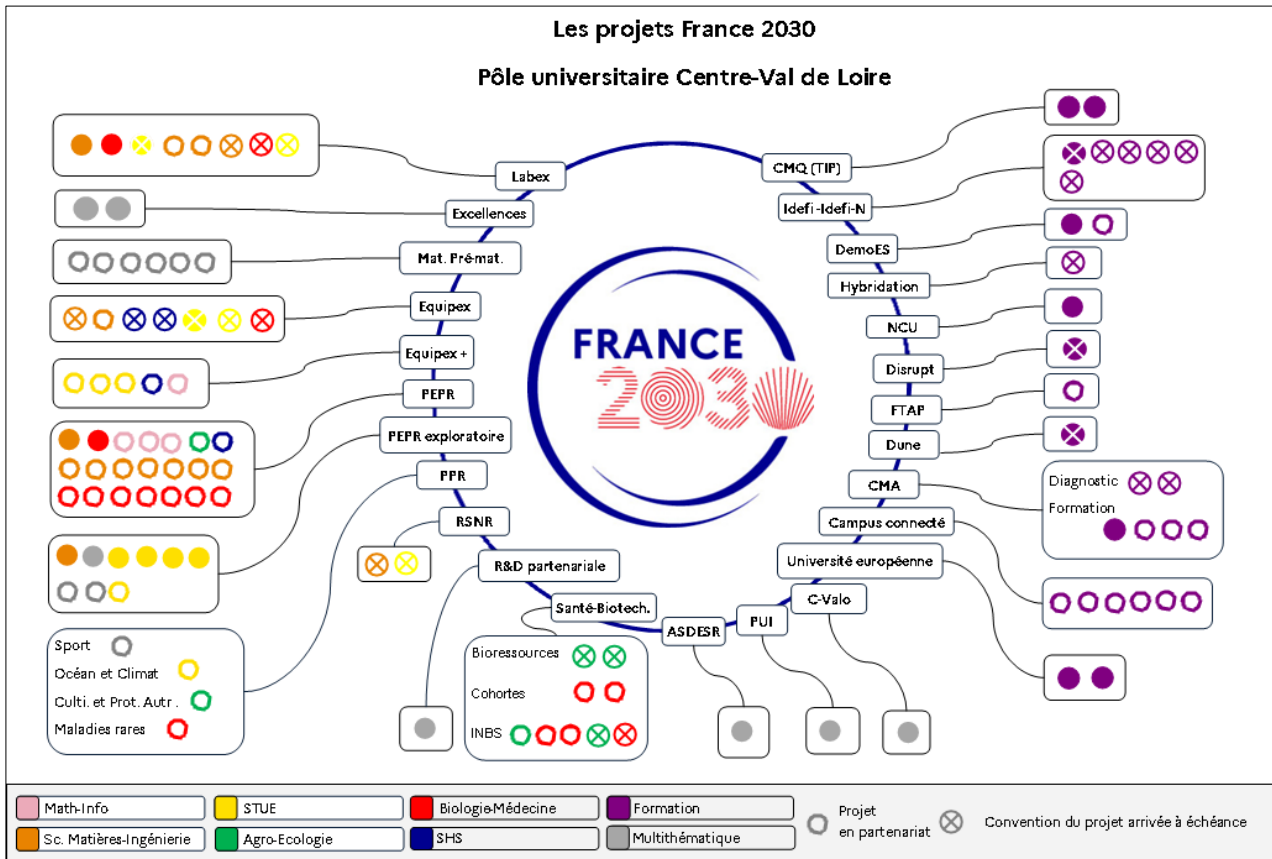 Les projets France 2030
Pôle universitaire Centre-Val de Loire
Labex
Excellences
Mat. Pré-mat.
Equipex
Equipex +
PEPR
PEPR exploratoire
PPR
RSNR
R&D partenariale
Santé-Biotech.
ASDESR
PUI
C-Valo
Université européenne
Campus connecté
CMA
Dune
FTAP
Disrupt
NCU
Hybridation
DemoES
Idefi-Idefi-N
CMQ (TIP)
FRANCE
2030
Diagnostic
Formation
Sport
Océan et Climat
Culti. et Prot. Autr.
Maladies rares
Bioressources
Cohortes
INBS
Math-Info
STUE
Biologie-Médecine
Formation
Sc. Matières-Ingénierie
Agro-Ecologie
SHS
Multithématique
Projet
en partenariat
Convention du projet arrivée à échéance